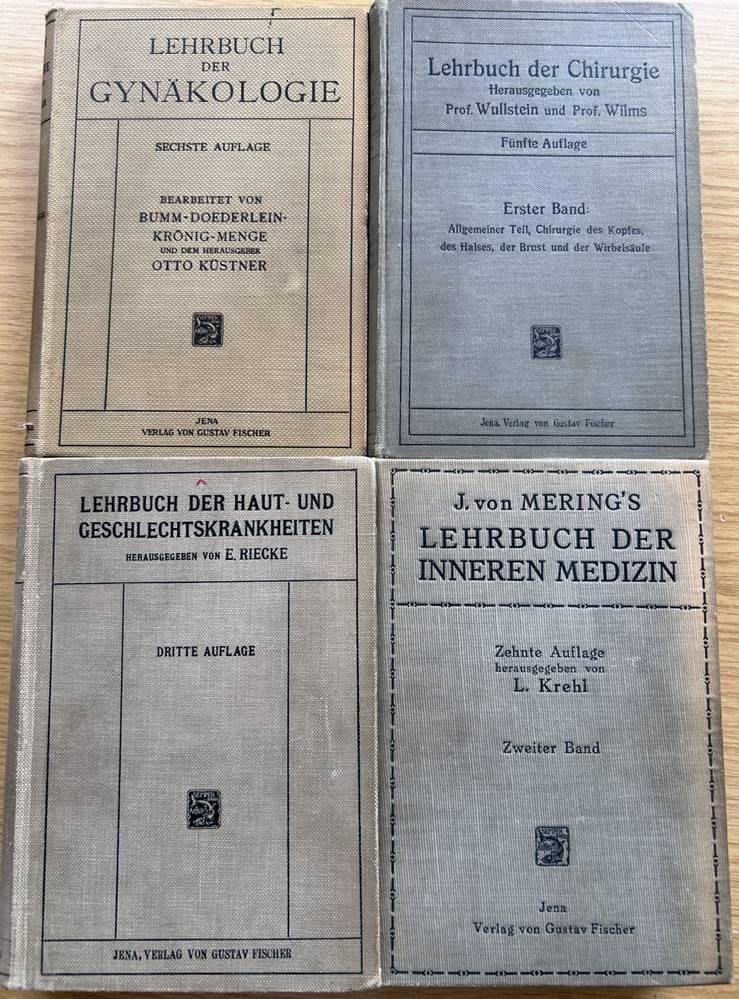 LEHRBUCH
DER
GYNÄKOLOGIE
SECHSTE AUFLAGE
BEARBEITET VON
BUMM-DOEDERLEIN-
KRÖNIG-MENGE
UND DEM HERAUSGEBER
OTTO KÜSTNER
JENA
VERLAG VON GUSTAV FISCHER
Lehrbuch der Chirurgie
Herausgegeben von
Prof. Wullstein und Prof. Wilms
Fünfte Auflage
Erster Band:
Allgemeiner Teil, Chirurgie des Kopfes,
des Halses, der Brust und der Wirbelsäule
Jena. Verlag von Gustav Fischer
LEHRBUCH DER HAUT- UND
GESCHLECHTSKRANKHEITEN
HERAUSGEGEBEN VON E. RIECKE
DRITTE AUFLAGE
JENA, VERLAG VON GUSTAV FISCHER
J. von MERING'S
LEHRBUCH DER
INNEREN MEDIZIN
Zehnte Auflage
herausgegeben von
L. Krehl
Zweiter Band
Jena
Verlag von Gustav Fischer